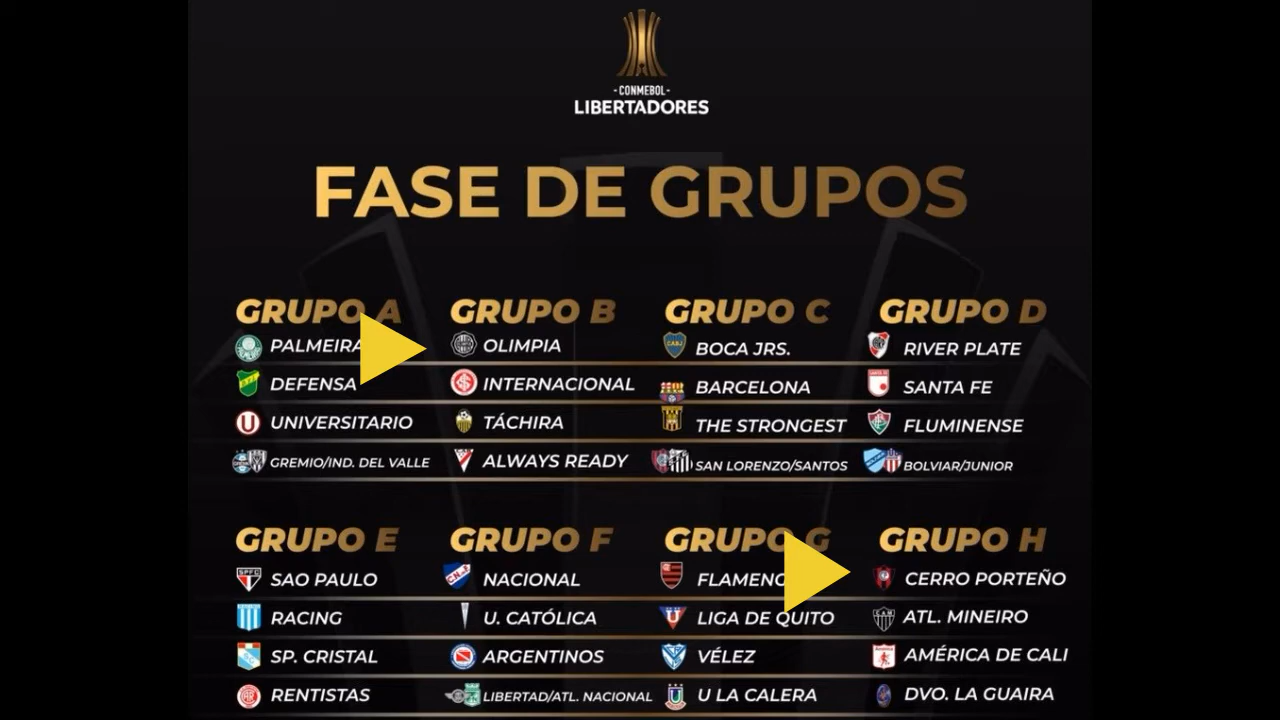 -CONMEBOL-
LIBERTADORES
FASE DE GRUPOS
GRUPO A
PALMEIRA
DEFENSA
UNIVERSITARIO
GREMIO/IND. DEL VALLE
GRUPO B
OLIMPIA
INTERNACIONAL
TÁCHIRA
ALWAYS READY
GRUPO C
BOCA JRS.
BARCELONA
THE STRONGEST
SAN LORENZO/SANTOS
GRUPO D
RIVER PLATE
SANTA FE
FLUMINENSE
BOLVIAR/JUNIOR
GRUPO E
SAO PAULO
RACING
SP. CRISTAL
RENTISTAS
GRUPO F
NACIONAL
U. CATÓLICA
ARGENTINOS
LIBERTAD/ATL. NACIONAL
GRUPO G
FLAMENG
LIGA DE QUITO
VÉLEZ
U LA CALERA
GRUPO H
CERRO PORTEÑO
ATL. MINEIRO
AMÉRICA DE CALI
DVO. LA GUAIRA